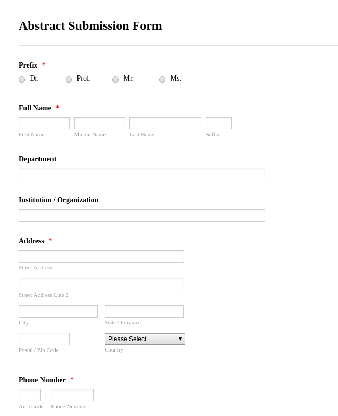 Abstract Submission Form
Prefix *
Dr. Prof. Mr. Ms.
Full Name *
First Name Middle Name Last Name Suffix
Department
Institution / Organization
Address *
Street Address
Street Address Line 2
City State / Province
Please Select
Postal / Zip Code Country
Phone Number *
Area Code Phone Number